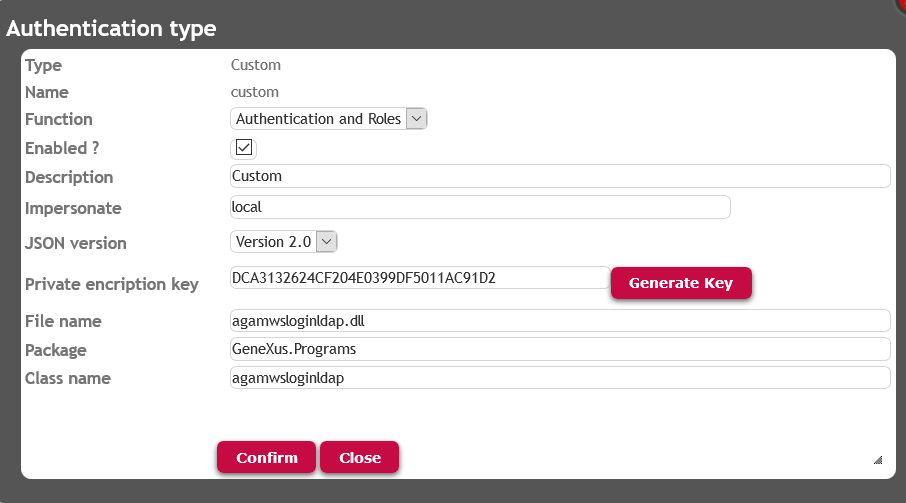 Authentication type
Type Custom
Name custom
Function Authentication and Roles
Enabled ?
Description Custom
Impersonate local
JSON version Version 2.0
Private encription key DCA3132624CF204E0399DF5011AC91D2 Generate Key
File name agamwsloginldap.dll
Package GeneXus.Programs
Class name agamwsloginldap
Confirm Close